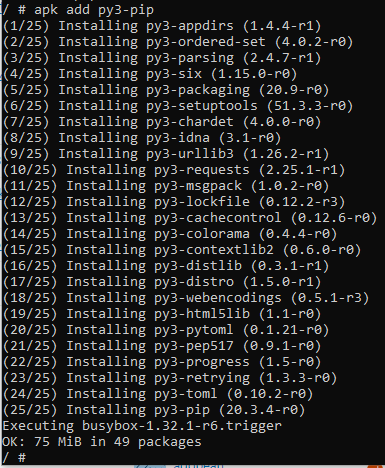 / # apk add py3-pip
(1/25) Installing py3-appdirs (1.4.4-r1)
(2/25) Installing py3-ordered-set (4.0.2-r0)
(3/25) Installing py3-parsing (2.4.7-r1)
(4/25) Installing py3-six (1.15.0-r0)
(5/25) Installing py3-packaging (20.9-r0)
(6/25) Installing py3-setuptools (51.3.3-r0)
(7/25) Installing py3-chardet (4.0.0-r0)
(8/25) Installing py3-idna (3.1-r0)
(9/25) Installing py3-urllib3 (1.26.2-r1)
(10/25) Installing py3-requests (2.25.1-r1)
(11/25) Installing py3-msgpack (1.0.2-r0)
(12/25) Installing py3-lockfile (0.12.2-r3)
(13/25) Installing py3-cachecontrol (0.12.6-r0)
(14/25) Installing py3-colorama (0.4.4-r0)
(15/25) Installing py3-contextlib2 (0.6.0-r0)
(16/25) Installing py3-distlib (0.3.1-r1)
(17/25) Installing py3-distro (1.5.0-r1)
(18/25) Installing py3-webencodings (0.5.1-r3)
(19/25) Installing py3-html5lib (1.1-r0)
(20/25) Installing py3-pytoml (0.1.21-r0)
(21/25) Installing py3-pep517 (0.9.1-r0)
(22/25) Installing py3-progress (1.5-r0)
(23/25) Installing py3-retrying (1.3.3-r0)
(24/25) Installing py3-toml (0.10.2-r0)
(25/25) Installing py3-pip (20.3.4-r0)
Executing busybox-1.32.1-r6.trigger
OK: 75 MiB in 49 packages
/ #